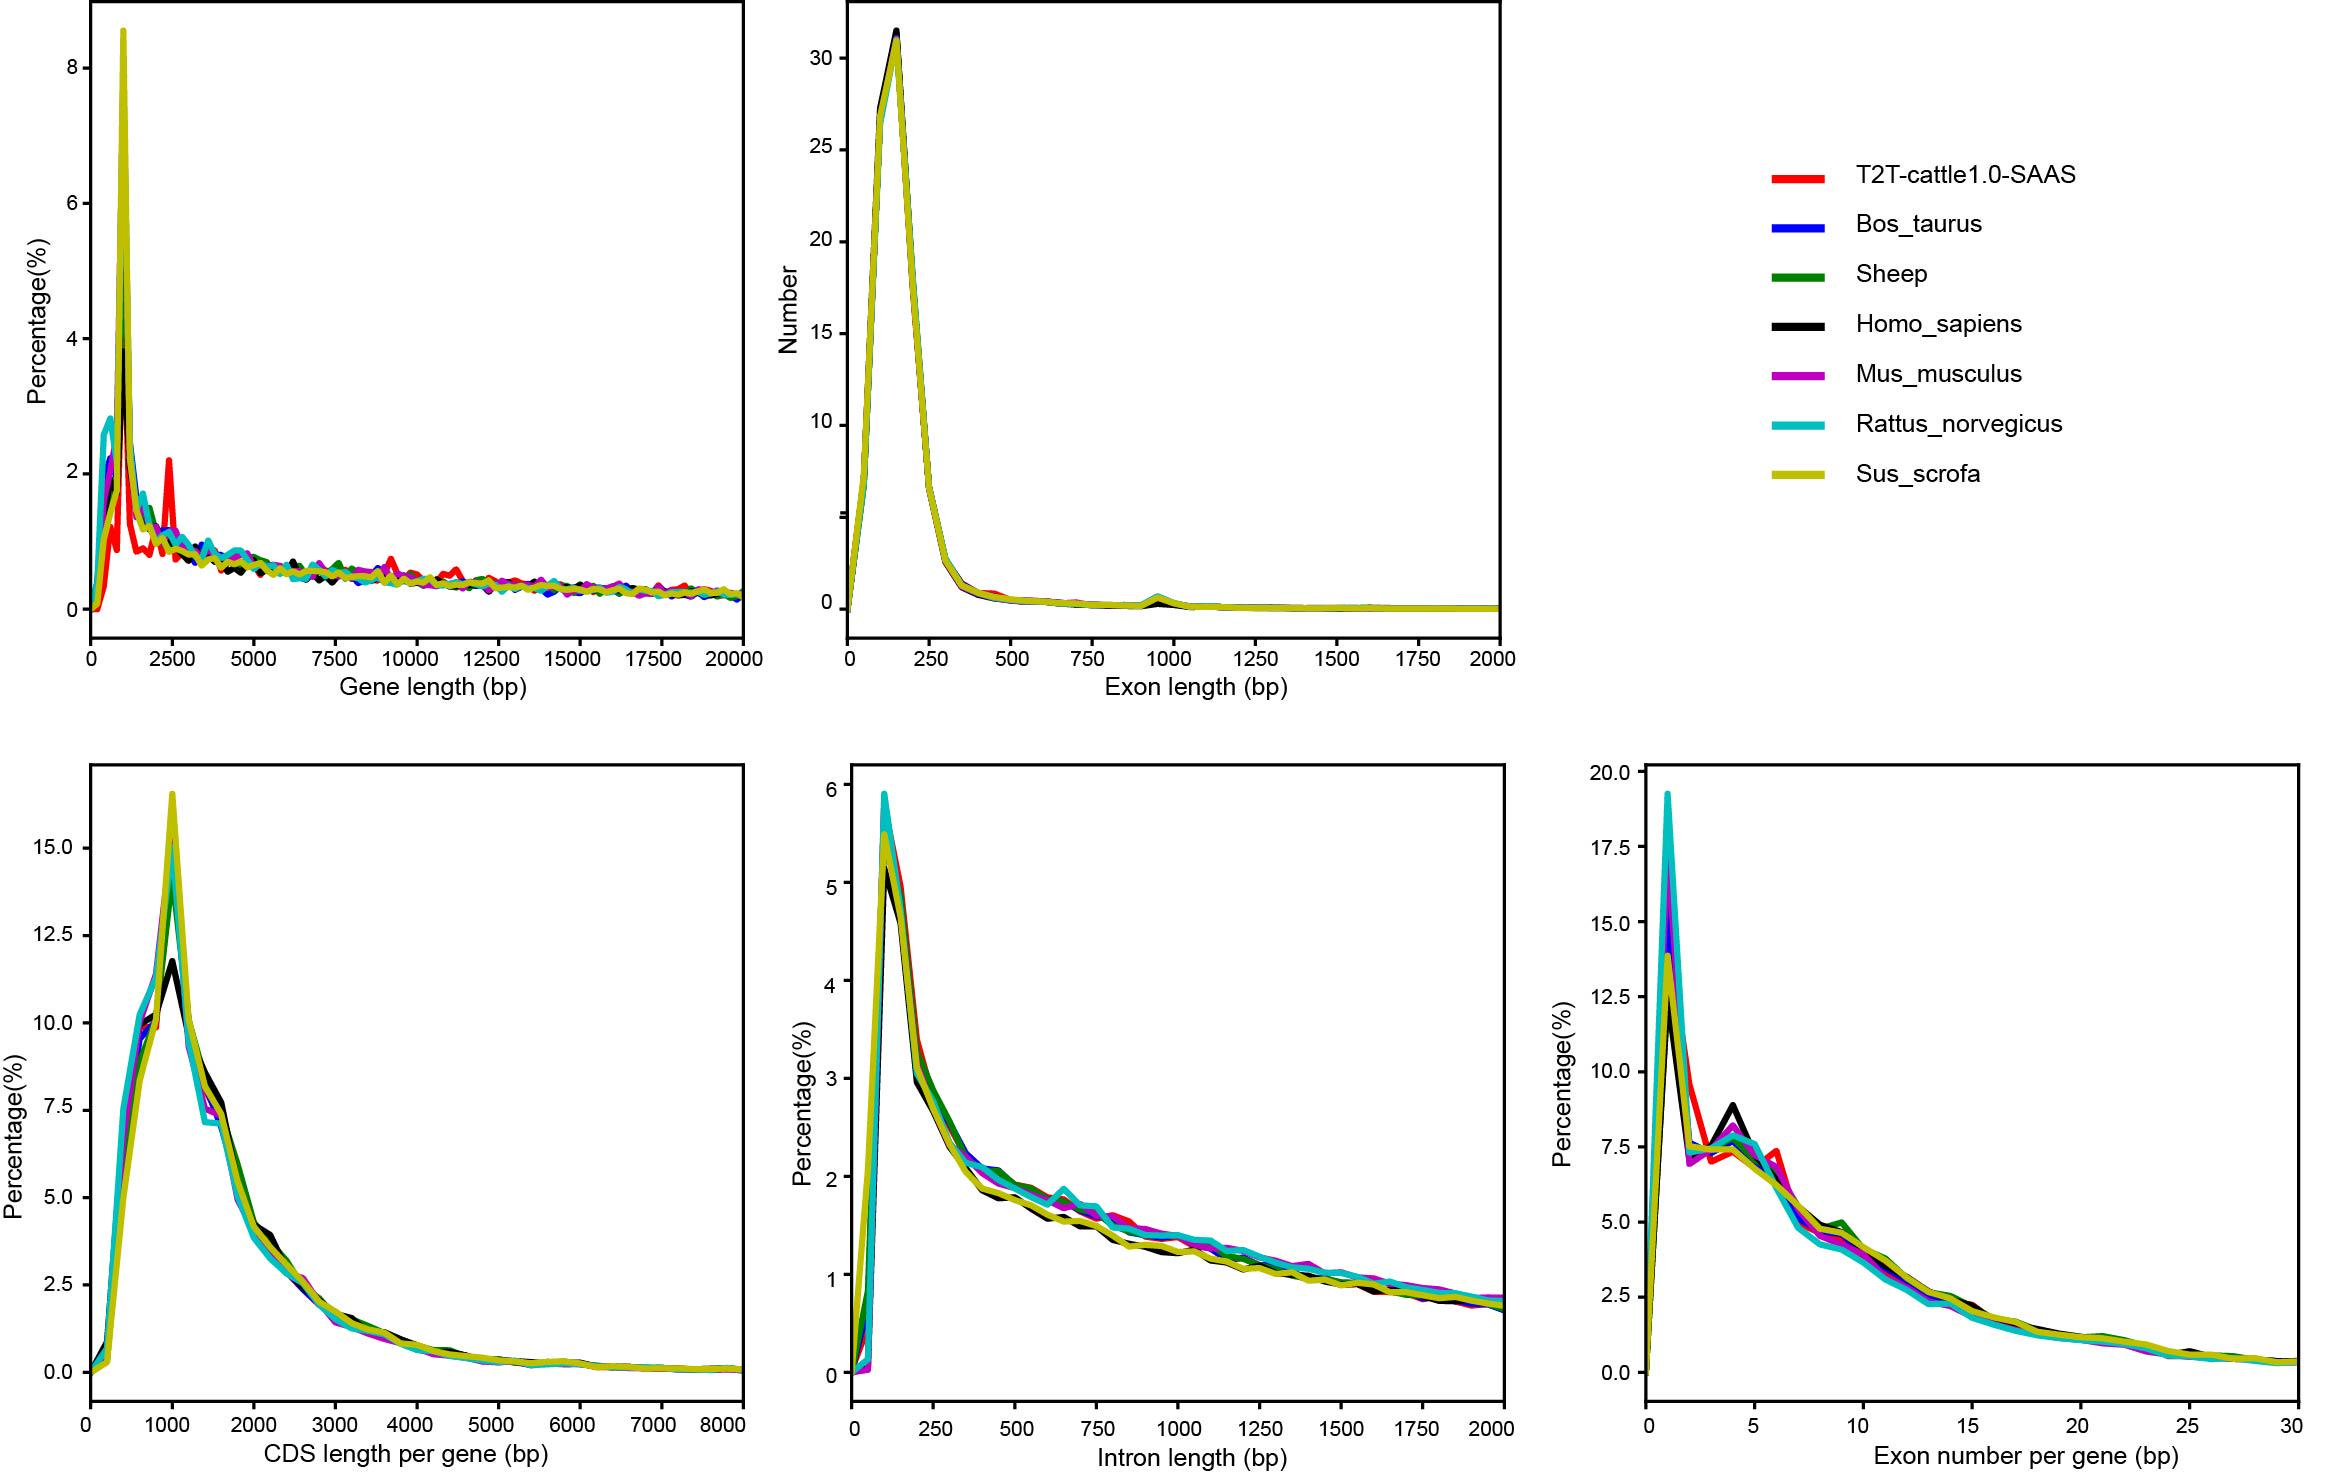 8
6
4
2
0
Percentage(%)
0 2500 5000 7500 10000 12500 15000 17500 20000
Gene length (bp)
30
25
20
15
10
5
0
Number
0 250 500 750 1000 1250 1500 1750 2000
Exon length (bp)
T2T-cattle1.0-SAAS
Bos_taurus
Sheep
Homo_sapiens
Mus_musculus
Rattus_norvegicus
Sus_scrofa
15.0
12.5
10.0
7.5
5.0
2.5
0.0
Percentage(%)
0 1000 2000 3000 4000 5000 6000 7000 8000
CDS length per gene (bp)
6
5
4
3
2
1
0
Percentage(%)
0 250 500 750 1000 1250 1500 1750 2000
Intron length (bp)
20.0
17.5
15.0
12.5
10.0
7.5
5.0
2.5
0.0
Percentage(%)
0 5 10 15 20 25 30
Exon number per gene (bp)